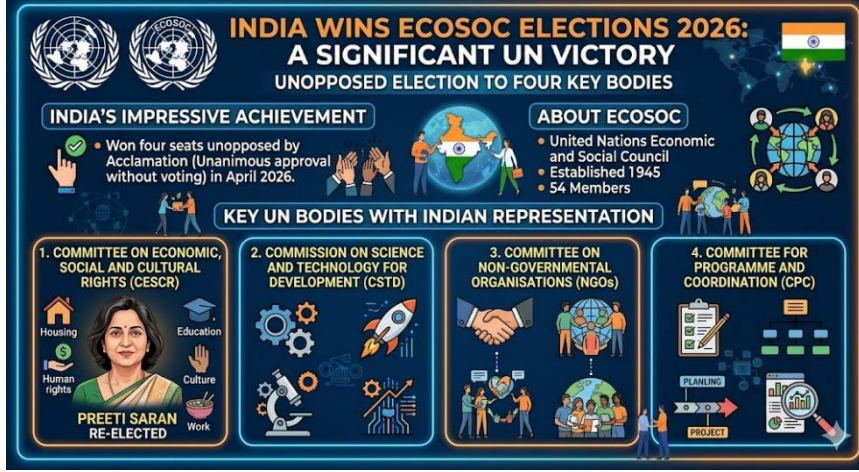 ECOSOC
INDIA WINS ECOSOC ELECTIONS 2026:
A SIGNIFICANT UN VICTORY
UNOPPOSED ELECTION TO FOUR KEY BODIES
INDIA'S IMPRESSIVE ACHIEVEMENT
• Won four seats unopposed by
Acclamation (Unanimous approval
without voting) in April 2026.
ABOUT ECOSOC
• United Nations Economic
and Social Council
• Established 1945
• 54 Members
KEY UN BODIES WITH INDIAN REPRESENTATION
1. COMMITTEE ON ECONOMIC,
SOCIAL AND CULTURAL
RIGHTS (CESCR)
Housing
Education
Human
rights
Culture
Work
PREETI SARAN
RE-ELECTED
2. COMMISSION ON SCIENCE
AND TECHNOLOGY FOR
DEVELOPMENT (CSTD)
3. COMMITTEE ON
NON-GOVERNMENTAL
ORGANISATIONS (NGOs)
4. COMMITTEE FOR
PROGRAMME AND
COORDINATION (CPC)
PLANLING
PROJECT